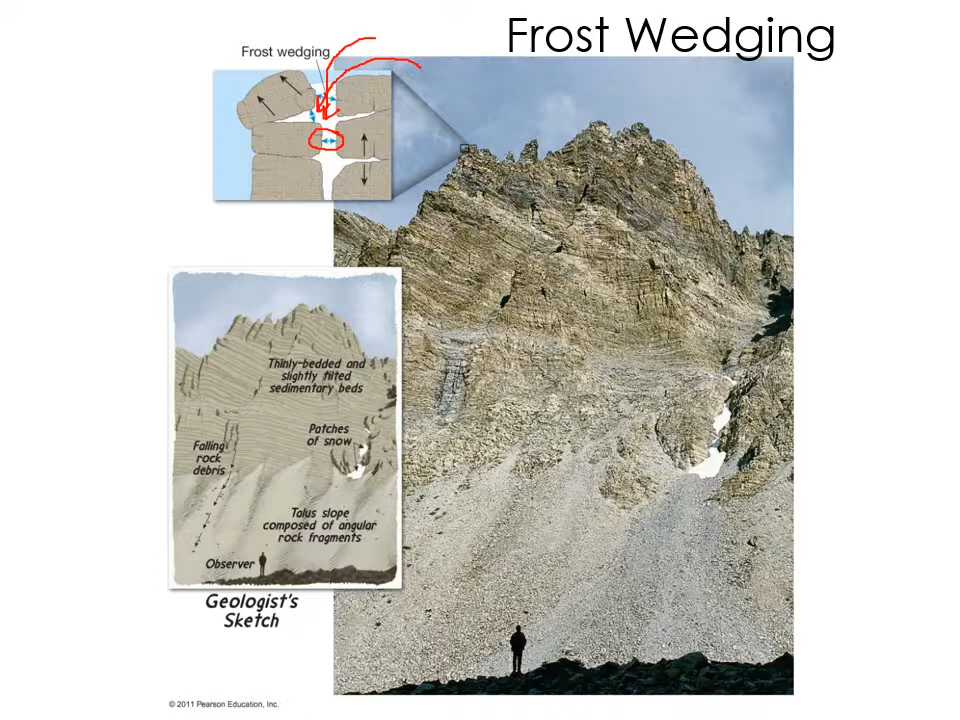 Frost Wedging
Frost wedging
Thinly-bedded and
slightly tilted
sedimentary beds
Patches
of snow
Falling
rock
debris
Talus slope
composed of angular
rock fragments
Observer
Geologist's
Sketch
© 2011 Pearson Education, Inc.